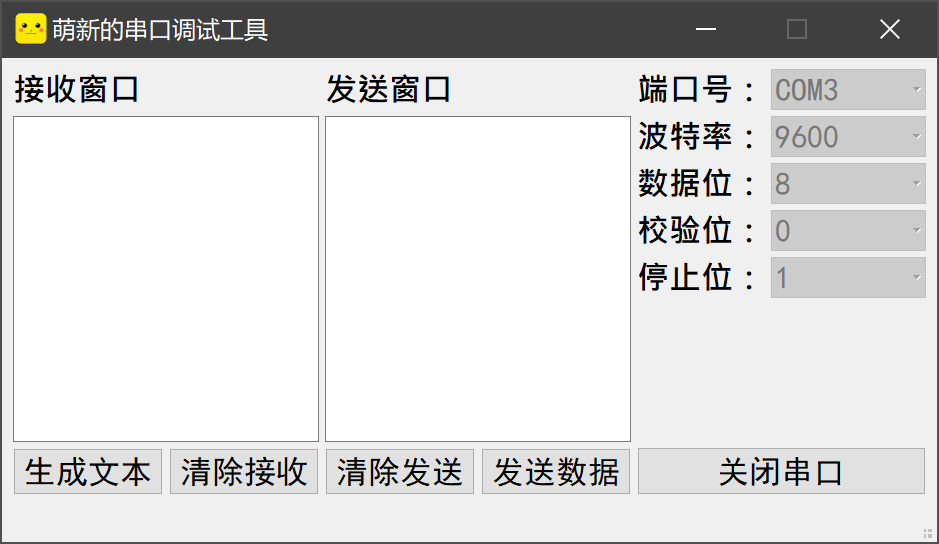 萌新的串口调试工具
接收窗口
发送窗口
端口号：COM3
波特率：9600
数据位：8
校验位：0
停止位：1
生成文本
清除接收
清除发送
发送数据
关闭串口